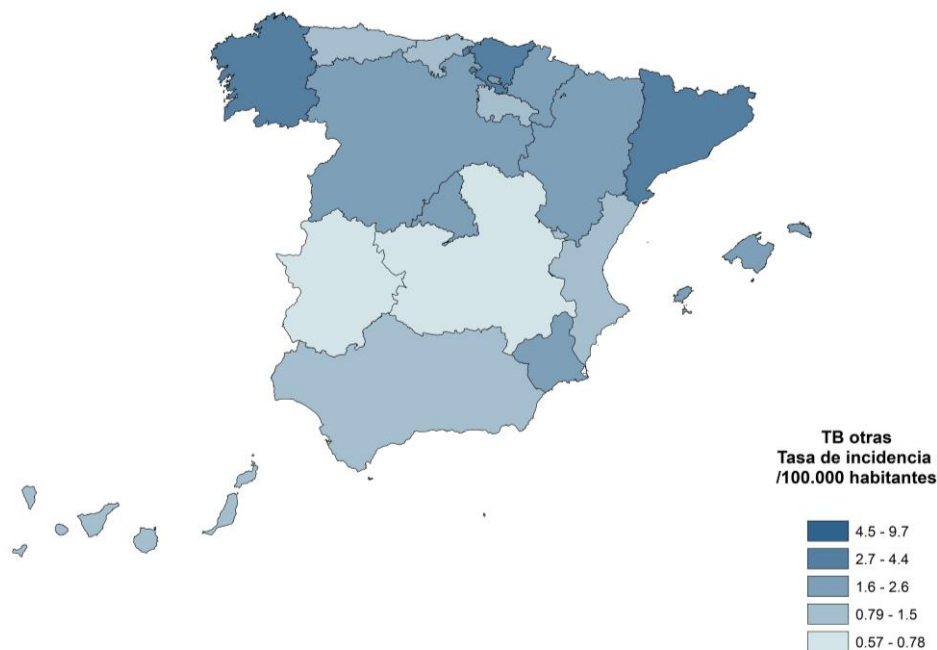 TB otras
Tasa de incidencia
/100.000 habitantes
4.5 - 9.7
2.7 - 4.4
1.6 - 2.6
0.79 - 1.5
0.57 - 0.78